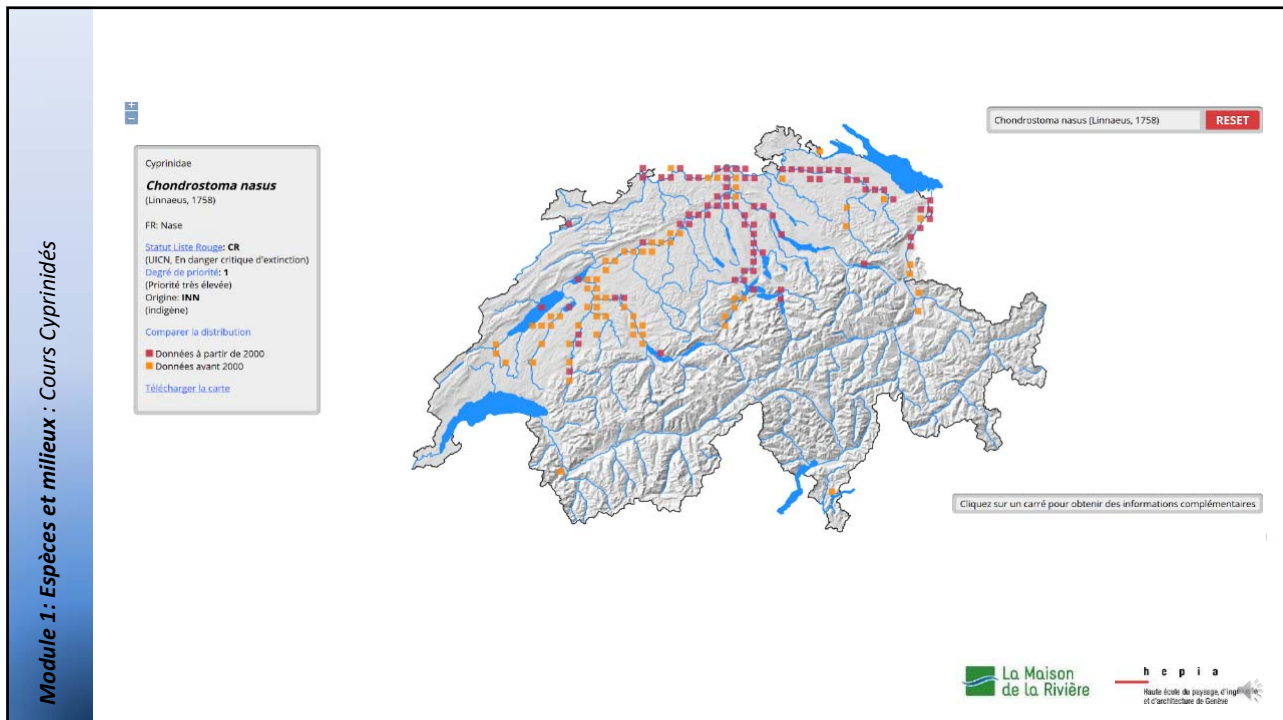 Module 1: Espèces et milieux : Cours Cyprinidés
+
−
Cyprinidae
Chondrostoma nasus
(Linnaeus, 1758)
FR: Nase
Statut Liste Rouge: CR
(UICN, En danger critique d'extinction)
Degré de priorité: 1
(Priorité très élevée)
Origine: INN
(indigène)
Comparer la distribution
Données à partir de 2000
Données avant 2000
Télécharger la carte
Chondrostoma nasus (Linnaeus, 1758) RESET
Cliquez sur un carré pour obtenir des informations complémentaires
La Maison
de la Rivière
h e p i a
Haute école du paysage, d'ingénierie
et d'architecture de Genève